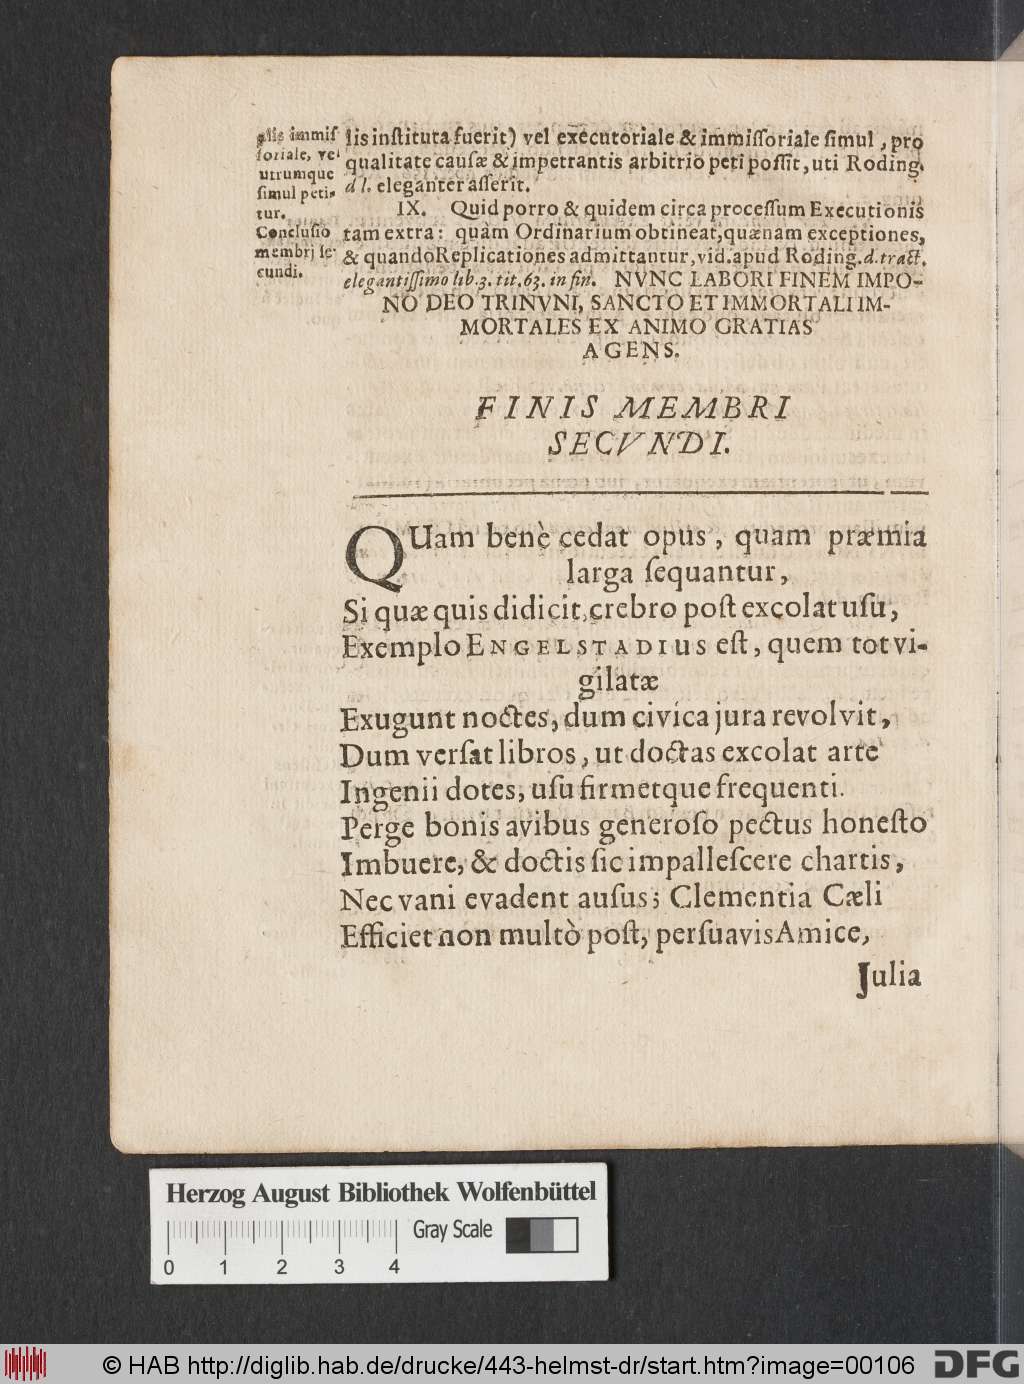 alis immiſ
ſoriale, vel
utrumque
ſimul peti-
tur.
Concluſio
membrj ſe-
cundi.
lis inſtituta fuerit) vel executoriale & immiſſoriale ſimul, pro
qualitate cauſæ & impetrantis arbitrio peti poſſit, uti Roding.
d l. eleganter aſſerit.
IX. Quid porro & quidem circa proceſſum Executionis
tam extra: quàm Ordinarium obtineat, quænam exceptiones,
& quando Replicationes admittantur, vid. apud Roding. d. tract.
elegantiſſimo lib. 3. tit. 63. in fin. NVNC LABORI FINEM IMPO-
NO DEO TRINVNI, SANCTO ET IMMORTALI IM-
MORTALES EX ANIMO GRATIAS
AGENS.
FINIS MEMBRI
SECVNDI.
QUam benè cedat opus, quam præmia
larga ſequantur,
Si quæ quis didicit, crebro poſt excolat uſu,
Exemplo ENGELSTADIUS eſt, quem tot vi-
gilatæ
Exugunt noctes, dum civica jura revolvit,
Dum verſat libros, ut doctas excolat arte
Ingenii dotes, uſu firmetque frequenti.
Perge bonis avibus generoſo pectus honeſto
Imbuere, & doctis ſic impalleſcere chartis,
Nec vani evadent auſus; Clementia Cæli
Efficiet non multò poſt, perſuavis Amice,
Julia
Herzog August Bibliothek Wolfenbüttel
Gray Scale
0 1 2 3 4
© HAB http://diglib.hab.de/drucke/443-helmst-dr/start.htm?image=00106
DFG